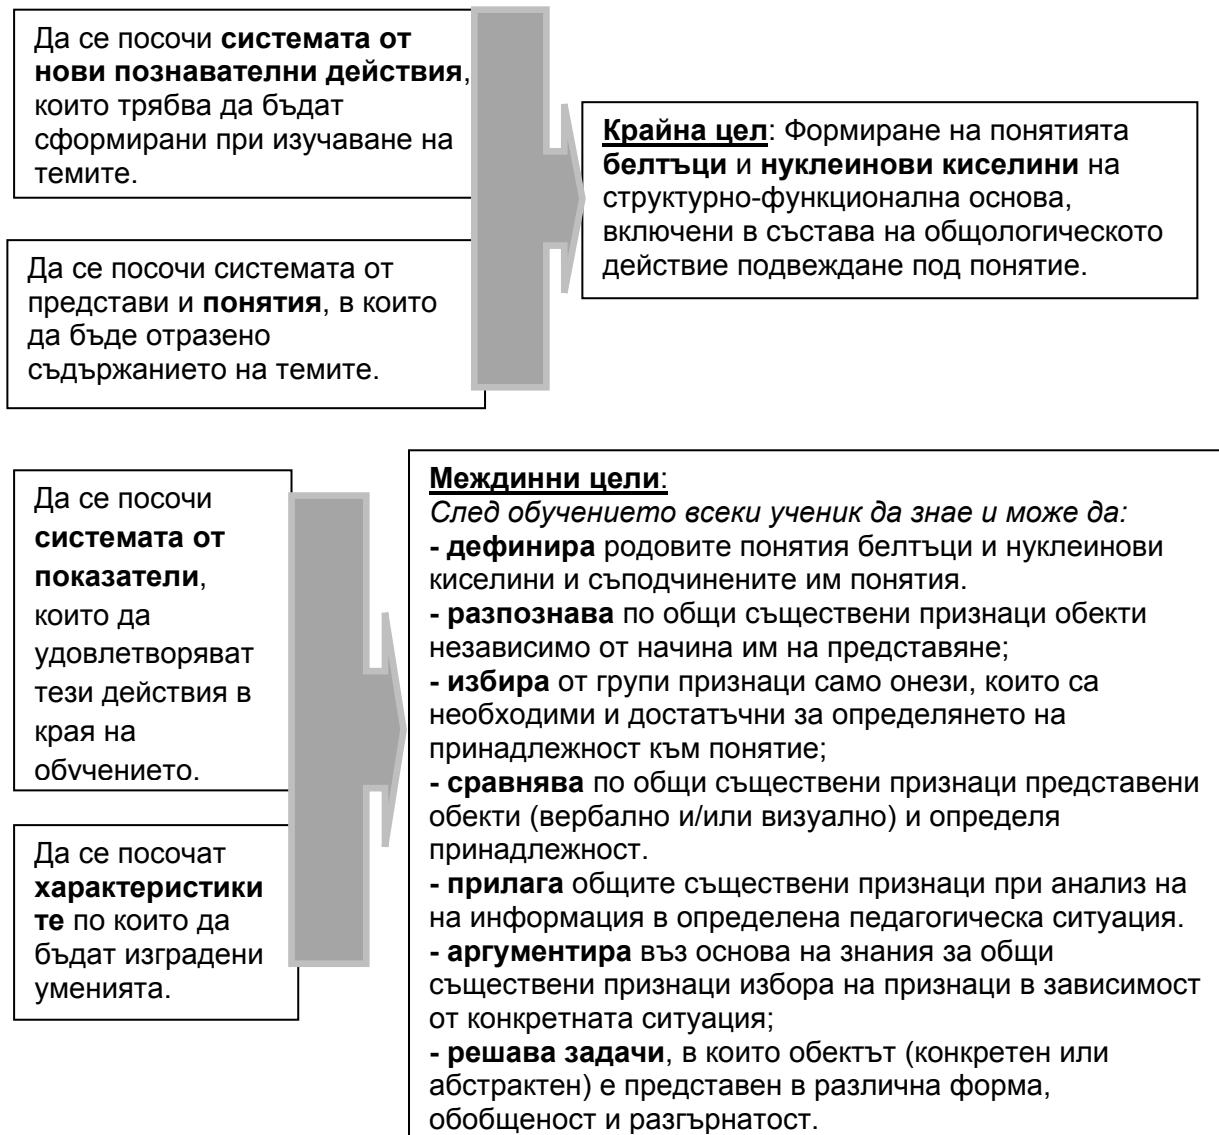 Да се посочи системата от
нови познавателни действия,
които трябва да бъдат
сформирани при изучаване на
темите.
Крайна цел: Формиране на понятията
белтъци и нуклеинови киселини на
структурно-функционална основа,
включени в състава на общологическото
действие подвеждане под понятие.
Да се посочи системата от
представи и понятия, в които
да бъде отразено
съдържанието на темите.
Да се посочи
системата от
показатели,
които да
удовлетворяват
тези действия в
края на
обучението.
Да се посочат
характеристики
те по които да
бъдат изградени
уменията.
Междинни цели:
След обучението всеки ученик да знае и може да:
- дефинира родовите понятия белтъци и нуклеинови
киселини и съподчинените им понятия.
- разпознава по общи съществени признаци обекти
независимо от начина им на представяне;
- избира от групи признаци само онези, които са
необходими и достатъчни за определянето на
принадлежност към понятие;
- сравнява по общи съществени признаци представени
обекти (вербално и/или визуално) и определя
принадлежност.
- прилага общите съществени признаци при анализ на
на информация в определена педагогическа ситуация.
- аргументира въз основа на знания за общи
съществени признаци избора на признаци в зависимост
от конкретната ситуация;
- решава задачи, в които обектът (конкретен или
абстрактен) е представен в различна форма,
обобщеност и разгърнатост.